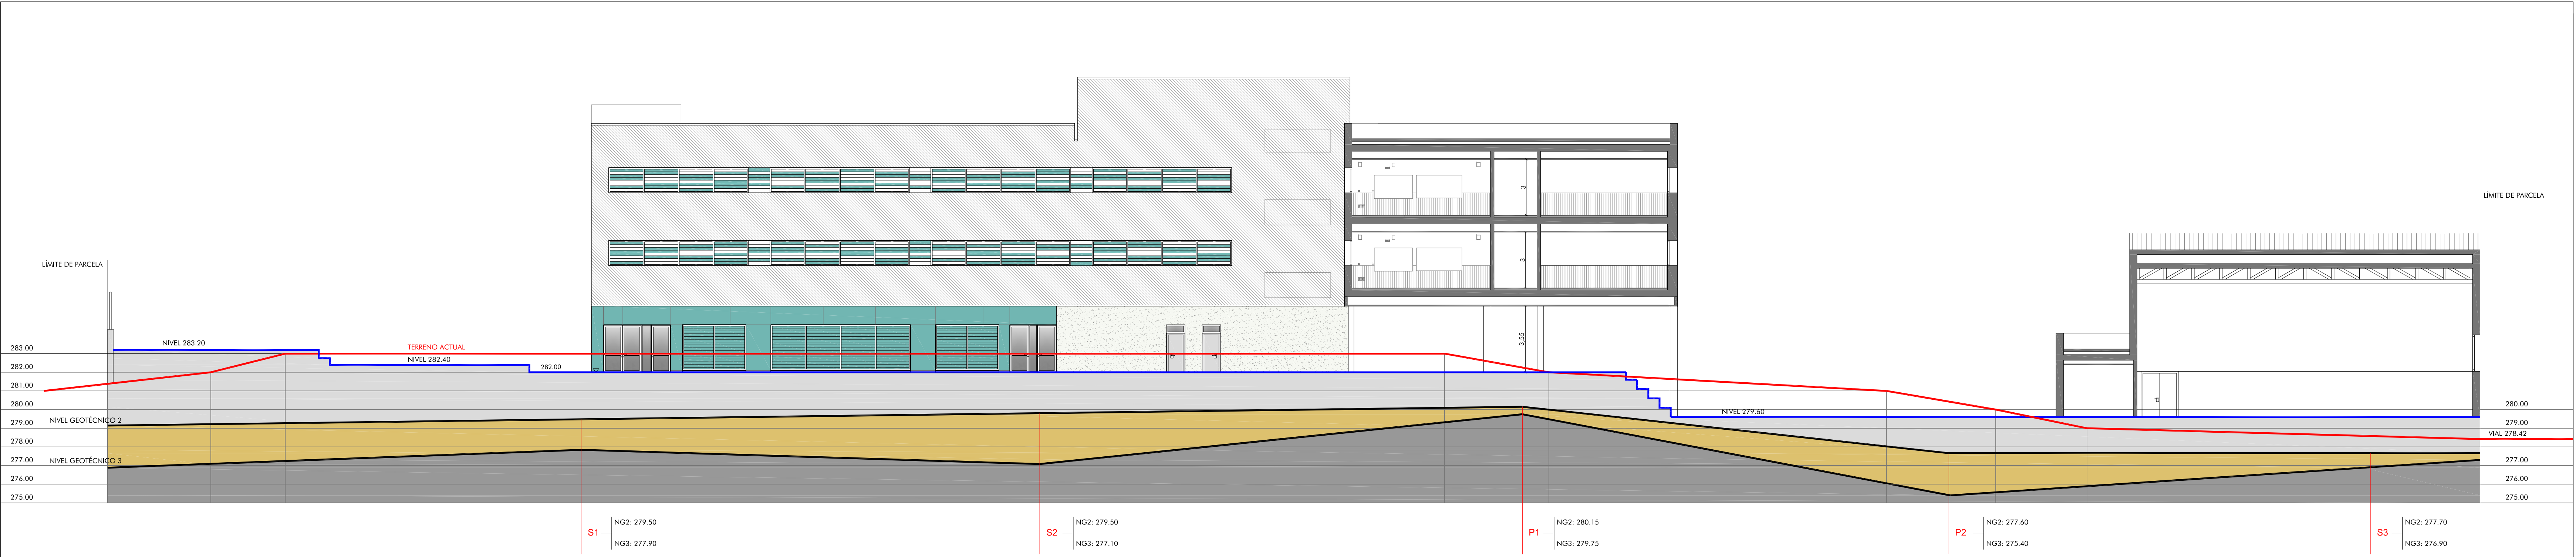 LÍMITE DE PARCELA
LÍMITE DE PARCELA
3
3
3,55
NIVEL 283.20
TERRENO ACTUAL
NIVEL 282.40
282.00
NIVEL 279.60
283.00
282.00
281.00
280.00
279.00
278.00
277.00
276.00
275.00
NIVEL GEOTÉCNICO 2
NIVEL GEOTÉCNICO 3
280.00
279.00
VIAL 278.42
277.00
276.00
275.00
S1
NG2: 279.50
NG3: 277.90
S2
NG2: 279.50
NG3: 277.10
P1
NG2: 280.15
NG3: 279.75
P2
NG2: 277.60
NG3: 275.40
S3
NG2: 277.70
NG3: 276.90